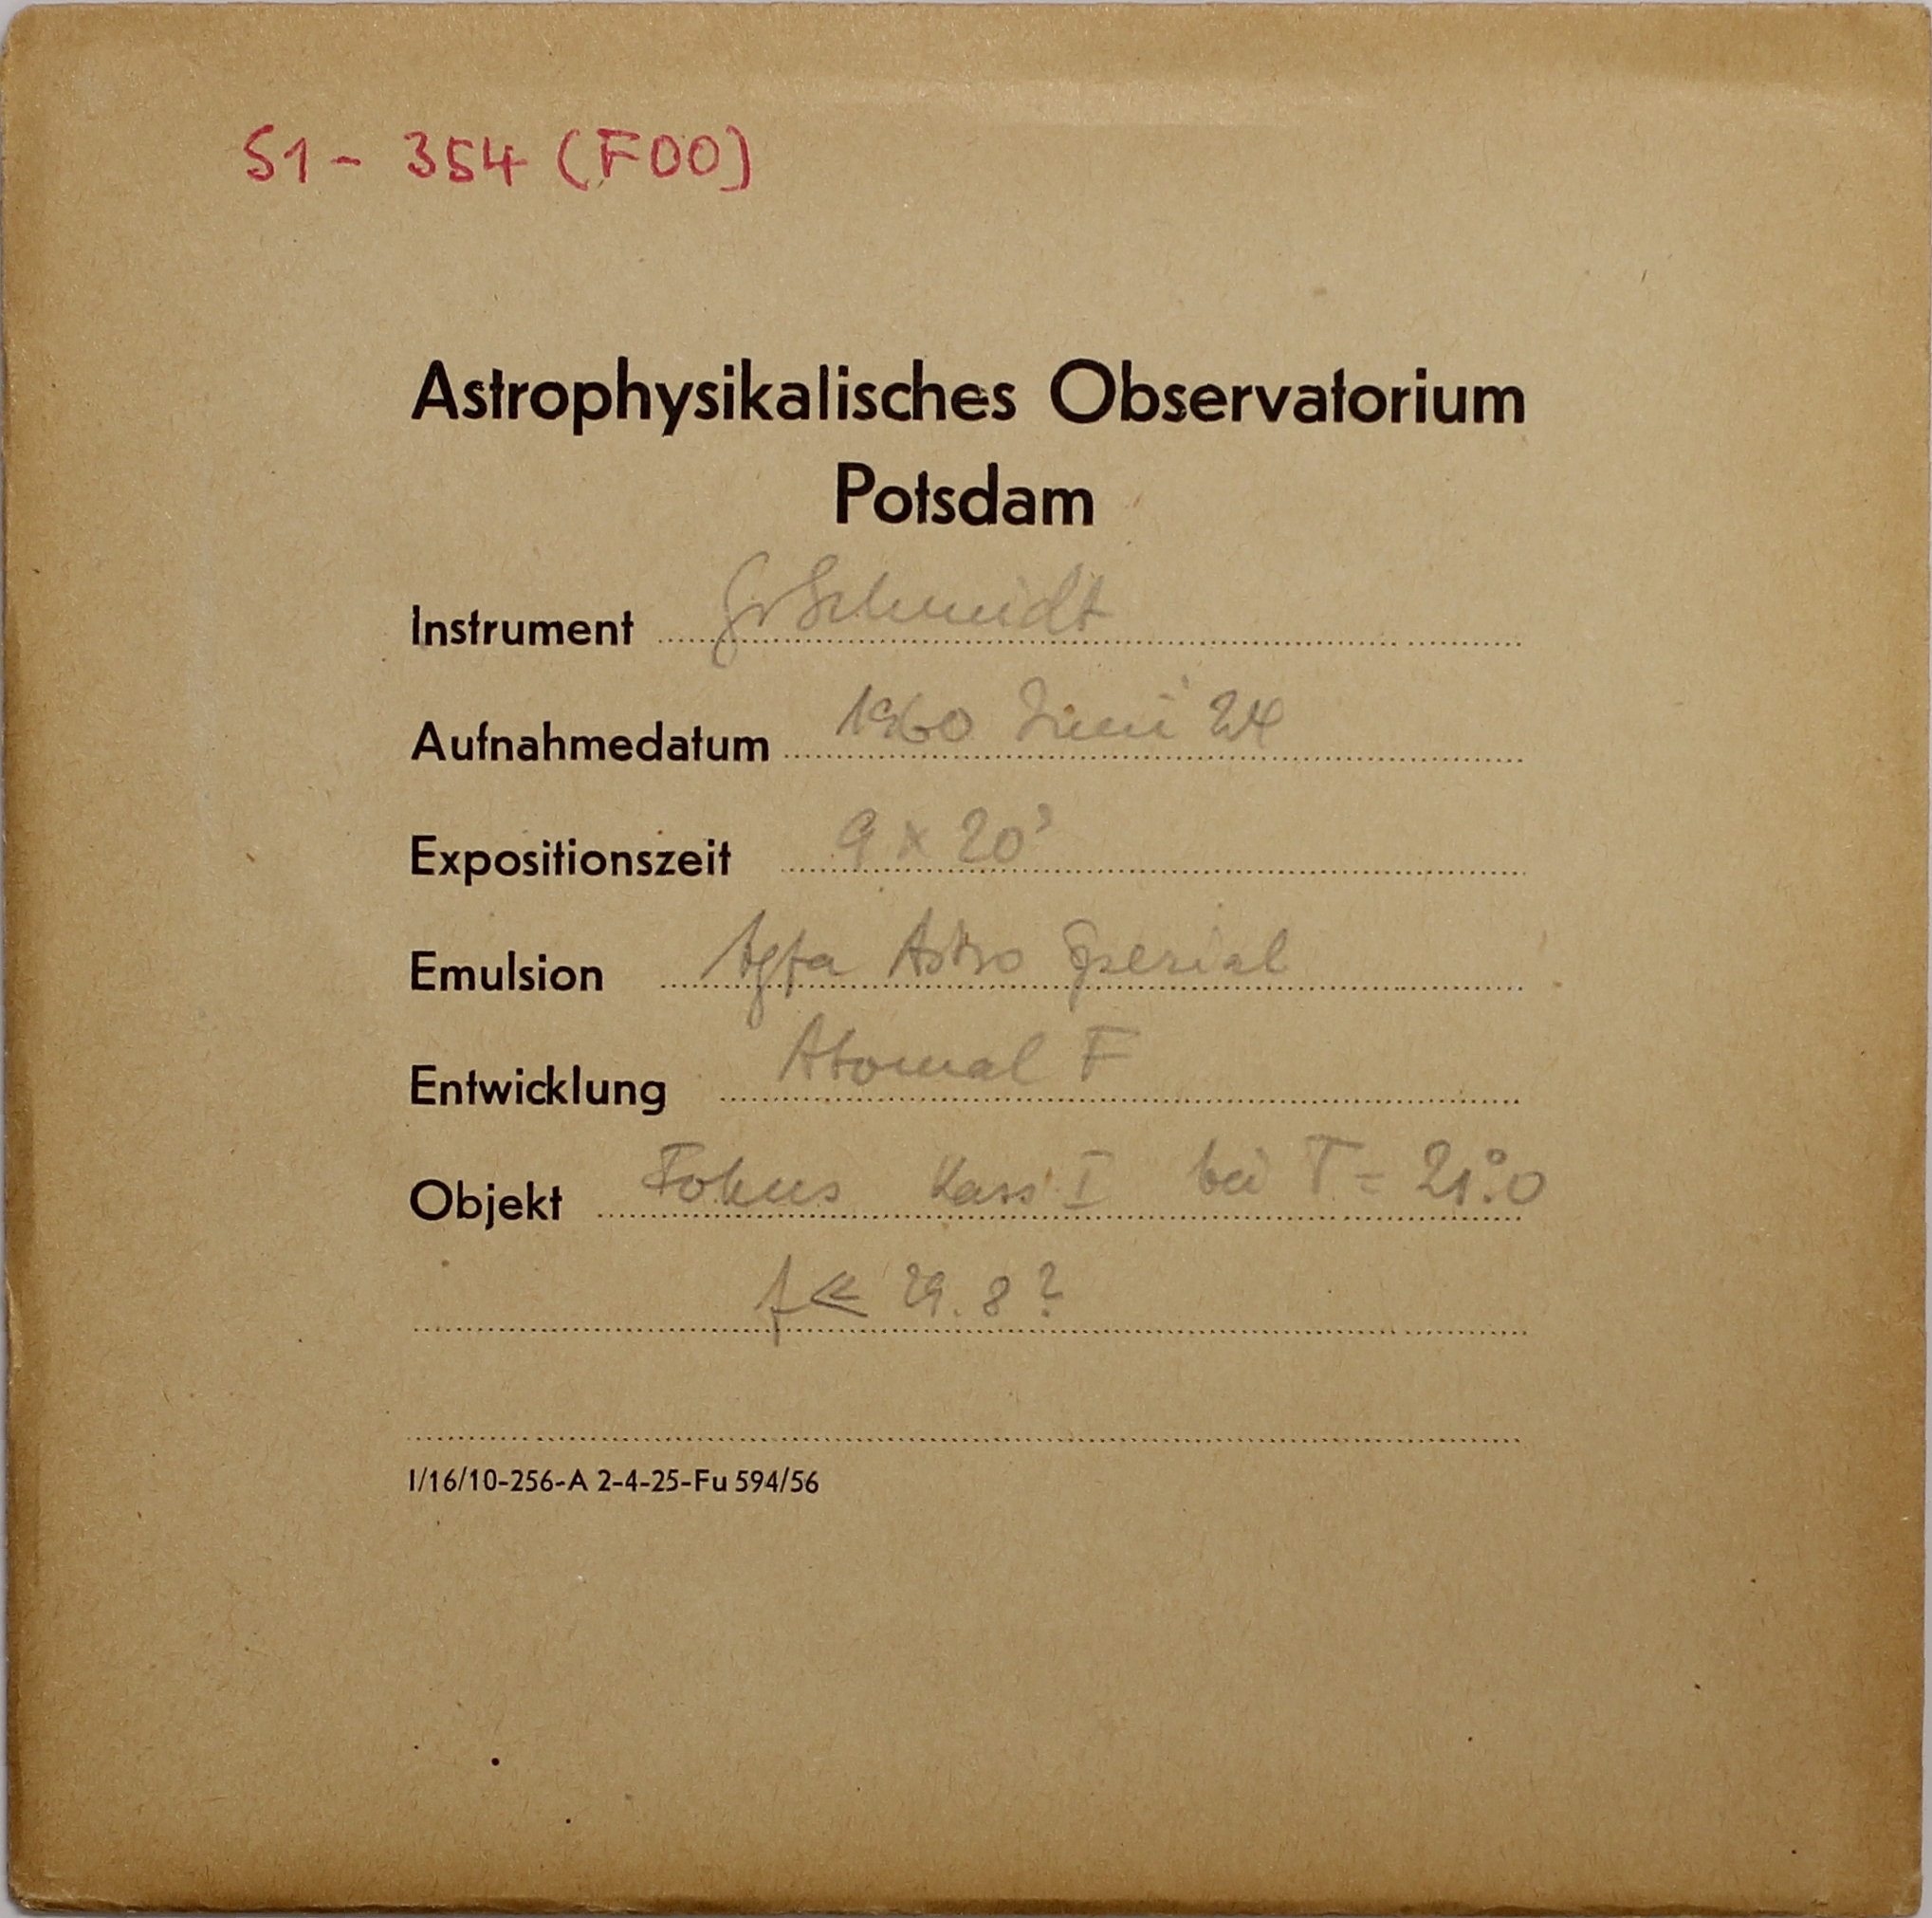 S1 - 354 (F00)
Astrophysikalisches Observatorium
Potsdam
Instrument Gr Schmidt
Aufnahmedatum 1960 Juni 24
Expositionszeit 9 x 20'
Emulsion Agfa Astro Spezial
Entwicklung Atomal F
Objekt Fokus Kass I bei T = 21°.0
f ⋜ 29.8?
I/16/10-256-A 2-4-25-Fu 594/56